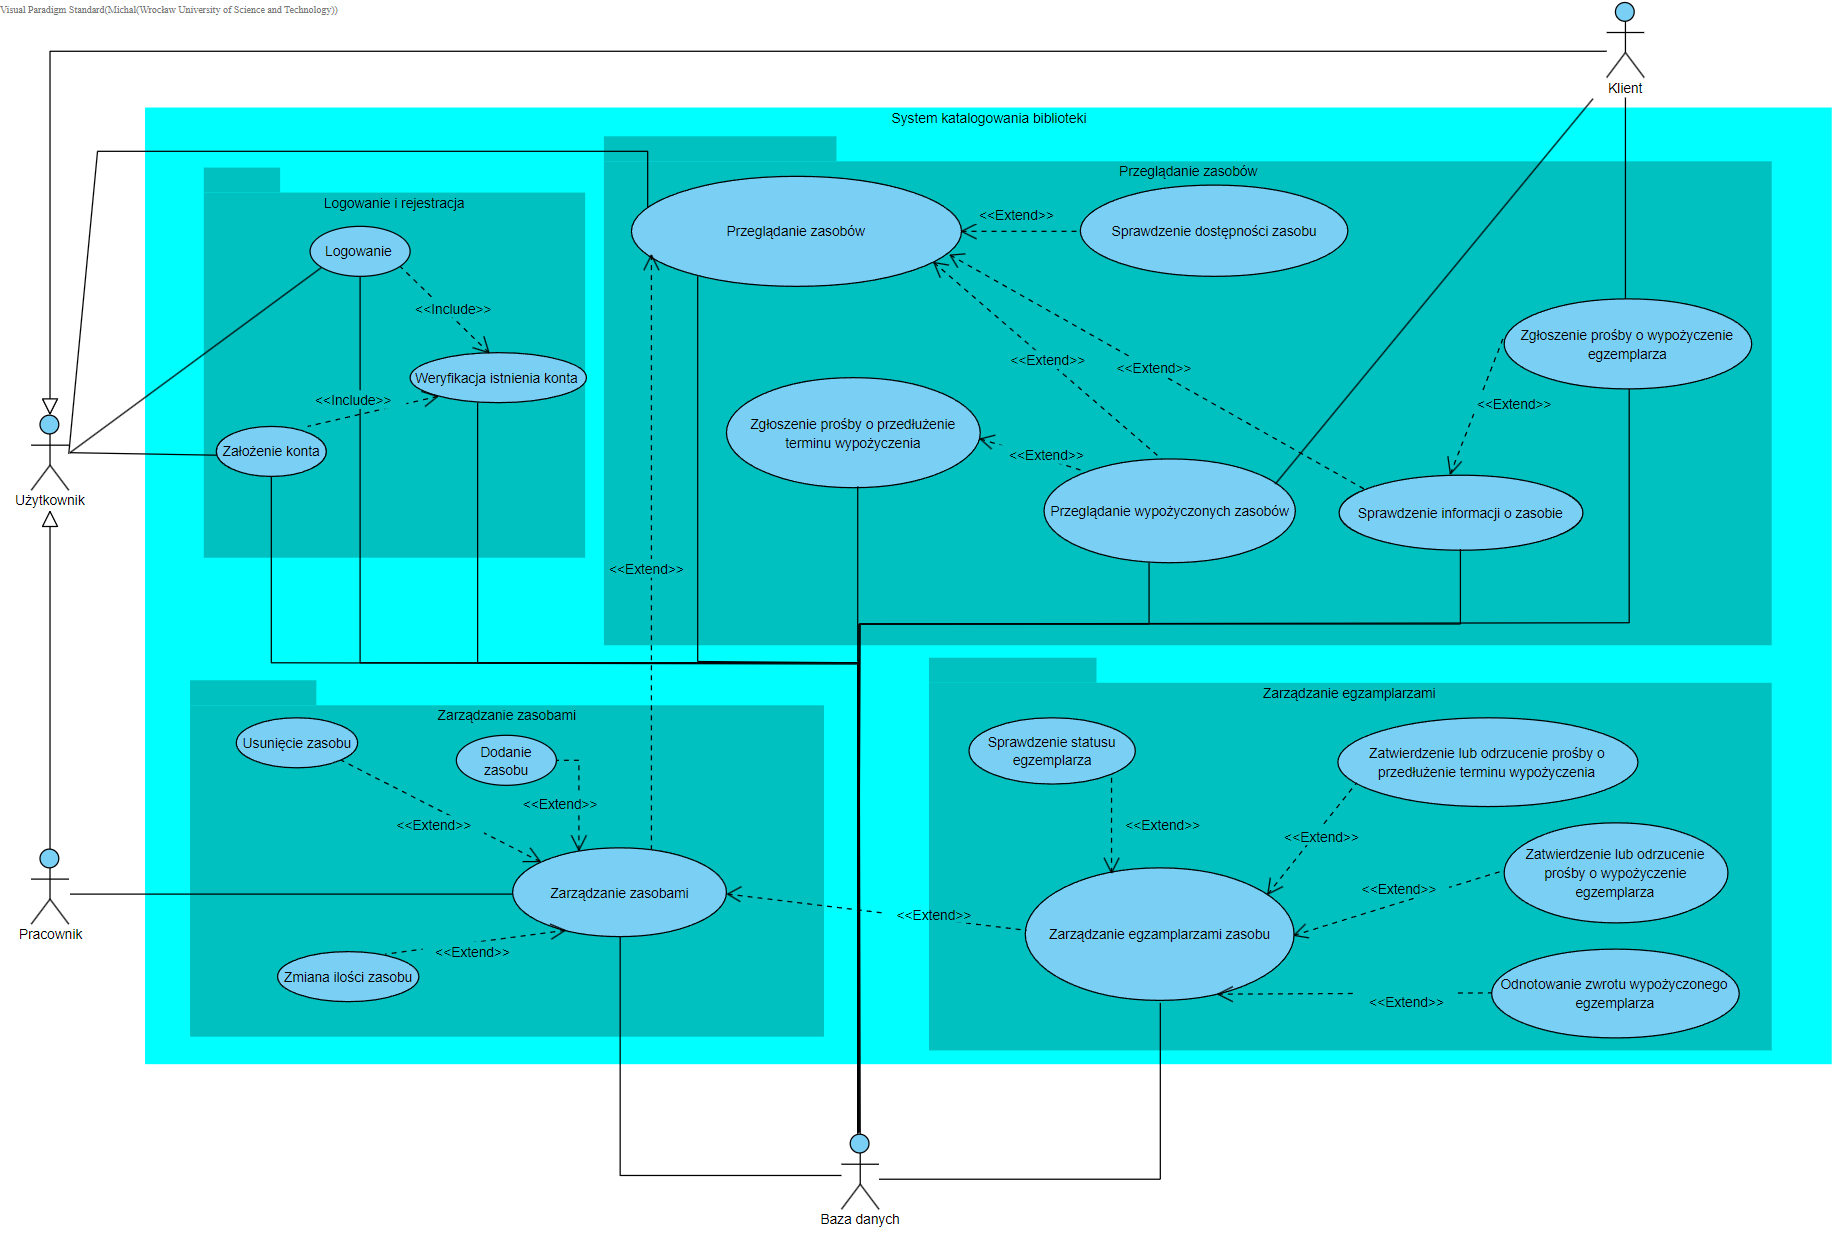 Visual Paradigm Standard(Michal(Wrocław University of Science and Technology))
Klient
System katalogowania biblioteki
Przeglądanie zasobów
Logowanie i rejestracja
Przeglądanie zasobów
<<Extend>>
Sprawdzenie dostępności zasobu
Logowanie
<<Include>>
Zgłoszenie prośby o wypożyczenie
egzemplarza
<<Extend>>
<<Extend>>
Weryfikacja istnienia konta
<<Include>>
<<Extend>>
Zgłoszenie prośby o przedłużenie
terminu wypożyczenia
Założenie konta
<<Extend>>
Użytkownik
Przeglądanie wypożyczonych zasobów
Sprawdzenie informacji o zasobie
<<Extend>>
Zarządzanie egzamplarzami
Zarządzanie zasobami
Usunięcie zasobu
Dodanie
zasobu
Sprawdzenie statusu
egzemplarza
Zatwierdzenie lub odrzucenie prośby o
przedłużenie terminu wypożyczenia
<<Extend>>
<<Extend>>
<<Extend>>
<<Extend>>
Zatwierdzenie lub odrzucenie
prośby o wypożyczenie
egzemplarza
<<Extend>>
Zarządzanie zasobami
<<Extend>>
Pracownik
Zarządzanie egzamplarzami zasobu
<<Extend>>
Zmiana ilości zasobu
Odnotowanie zwrotu wypożyczonego
egzemplarza
<<Extend>>
Baza danych